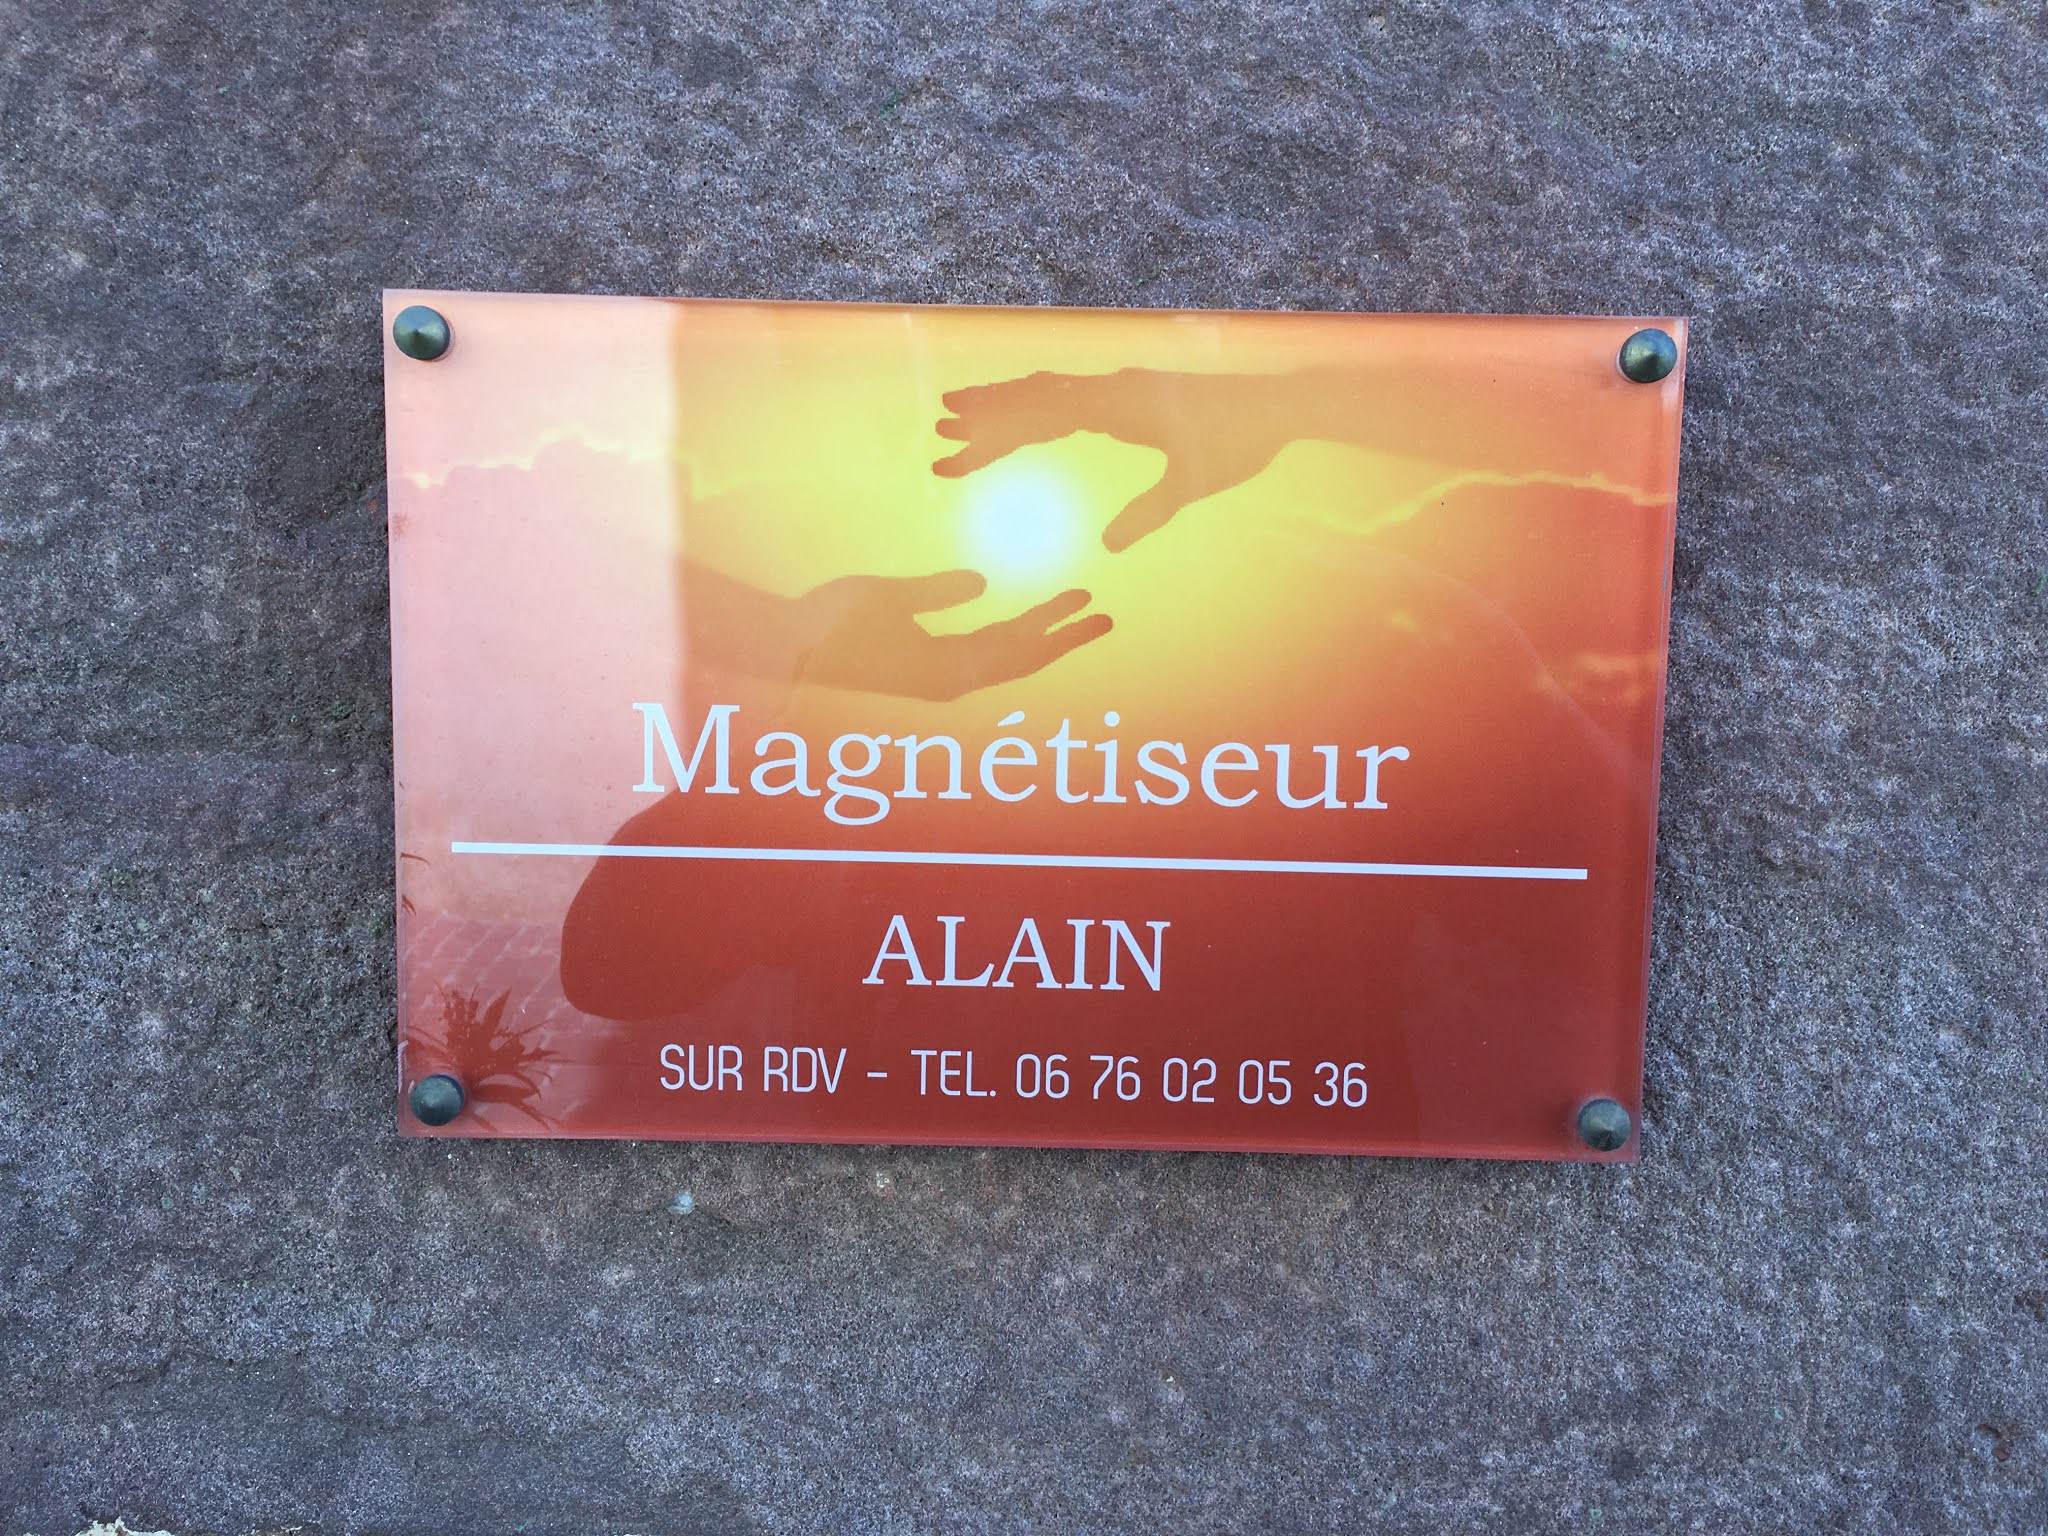 Magnétiseur
ALAIN
SUR RDV - TEL. 06 76 02 05 36